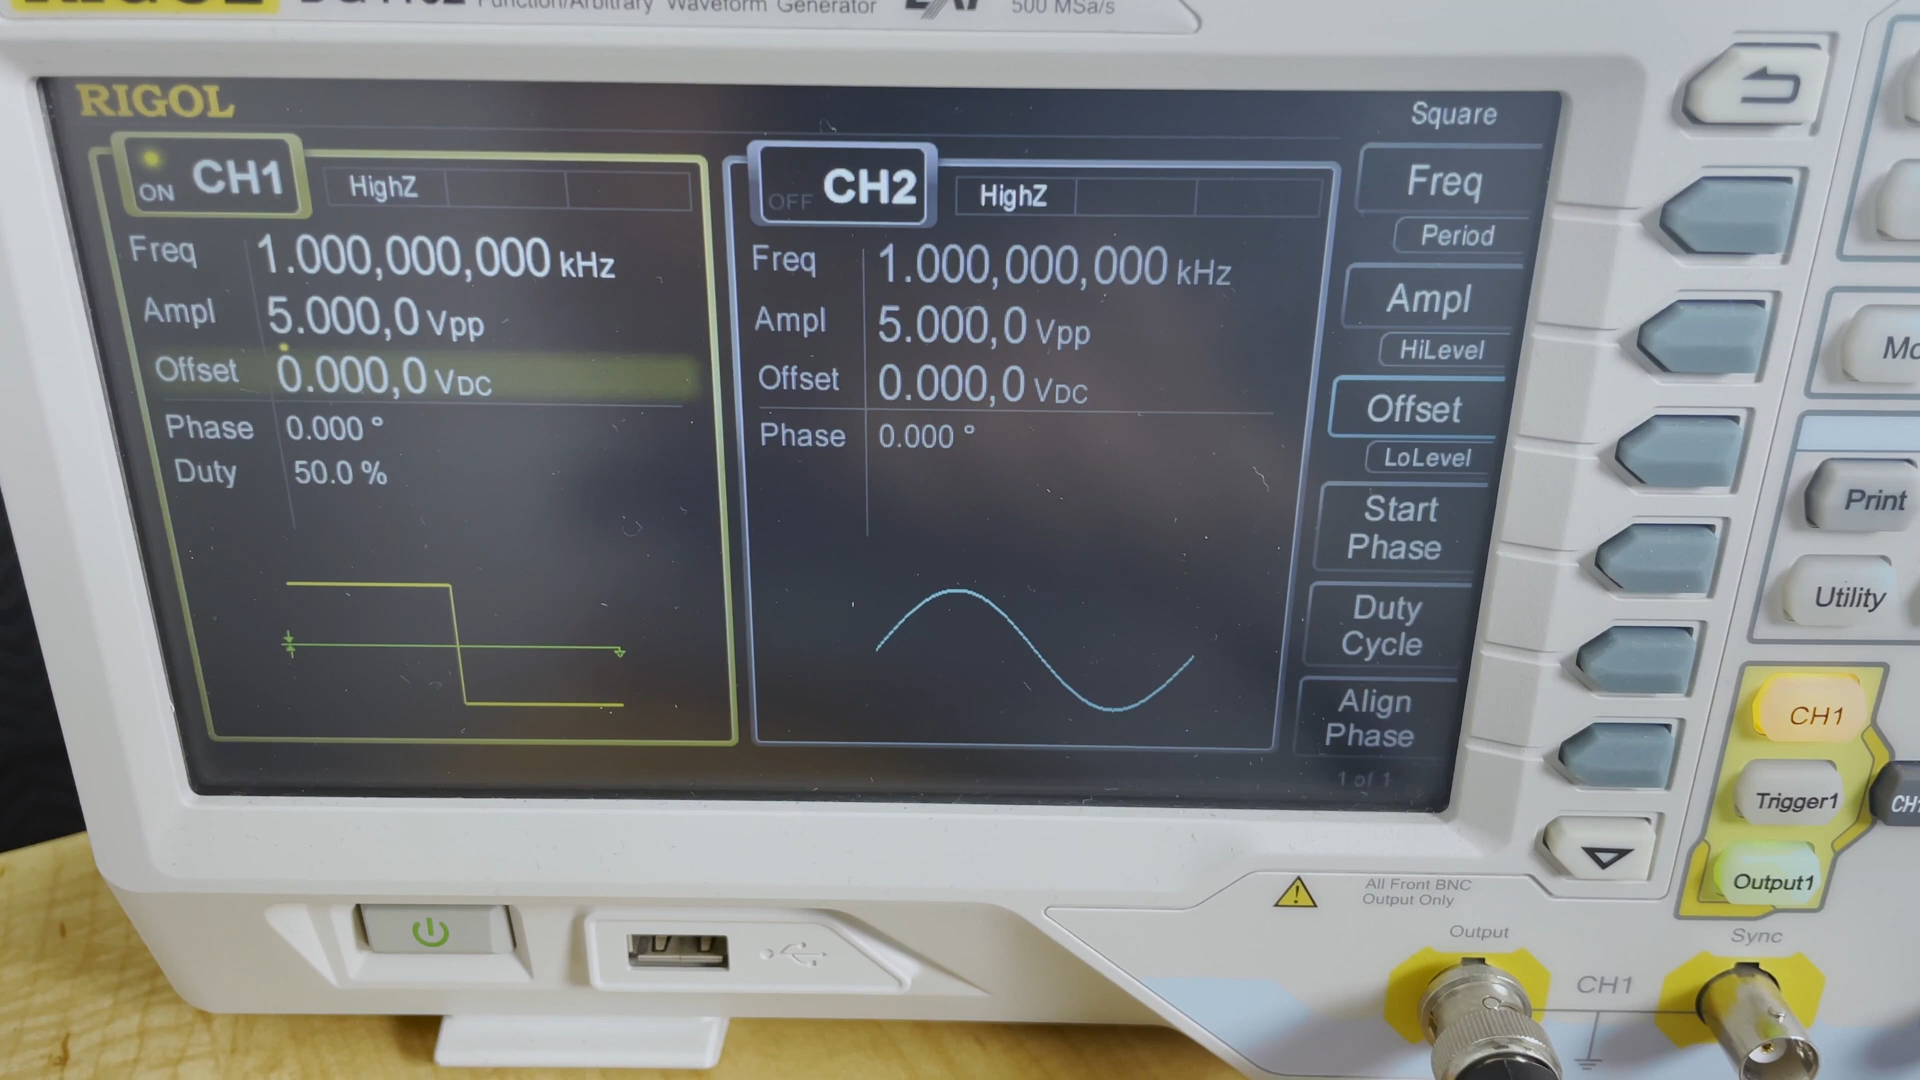 Function/Arbitrary Waveform Generator
500 MSa/s
RIGOL
ON CH1
HighZ
Freq 1.000,000,000 kHz
Ampl 5.000,0 Vpp
Offset 0.000,0 VDC
Phase 0.000 °
Duty 50.0 %
OFF CH2
HighZ
Freq 1.000,000,000 kHz
Ampl 5.000,0 Vpp
Offset 0.000,0 VDC
Phase 0.000 °
Square
Freq
Period
Ampl
HiLevel
Offset
LoLevel
Start
Phase
Duty
Cycle
Align
Phase
1 of 1
Print
Utility
CH1
Trigger1
Output1
All Front BNC
Output Only
Output
CH1
Sync